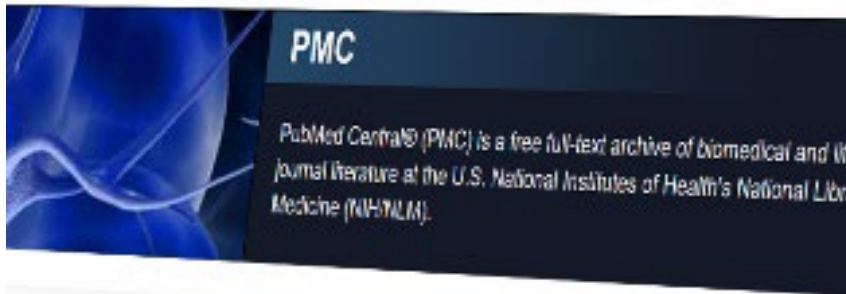 PMC
PubMed Central® (PMC) is a free full-text archive of biomedical and
journal literature at the U.S. National Institutes of Health's National
Medicine (NIH/NLM).